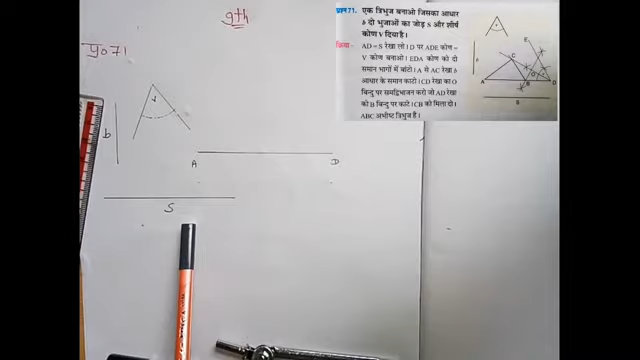 9th
प्र071
प्रश्न71. एक त्रिभुज बनाओ जिसका आधार
b दो भुजाओं का जोड़ S और शीर्ष
कोण V दिया है।
क्रिया- AD = S रेखा लो। D पर ADE कोण =
V कोण बनाओ। EDA कोण को दो
समान भागों में बांटो। A से AC रेखा b
आधार के समान काटो। CD रेखा का O
बिन्दु पर समद्विभाजन करो जो AD रेखा
को B बिन्दु पर काटे। CB को मिला दो।
ABC अभीष्ट त्रिभुज है।
E
C
O
A B D
b
S
V
b
A D
S